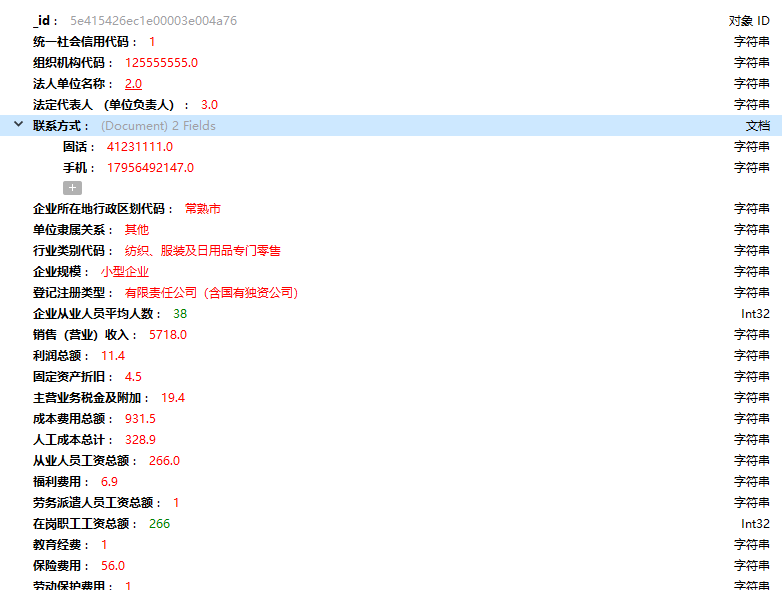 _id： 5e415426ec1e00003e004a76 对象 ID
统一社会信用代码： 1 字符串
组织机构代码： 125555555.0 字符串
法人单位名称： 2.0 字符串
法定代表人 （单位负责人）： 3.0 字符串
联系方式： (Document) 2 Fields 文档
固话： 41231111.0 字符串
手机： 17956492147.0 字符串
+
企业所在地行政区划代码： 常熟市 字符串
单位隶属关系： 其他 字符串
行业类别代码： 纺织、服装及日用品专门零售 字符串
企业规模： 小型企业 字符串
登记注册类型： 有限责任公司（含国有独资公司） 字符串
企业从业人员平均人数： 38 Int32
销售（营业）收入： 5718.0 字符串
利润总额： 11.4 字符串
固定资产折旧： 4.5 字符串
主营业务税金及附加： 19.4 字符串
成本费用总额： 931.5 字符串
人工成本总计： 328.9 字符串
从业人员工资总额： 266.0 字符串
福利费用： 6.9 字符串
劳务派遣人员工资总额： 1 字符串
在岗职工工资总额： 266 Int32
教育经费： 1 字符串
保险费用： 56.0 字符串
劳动保护费用： 1 字符串